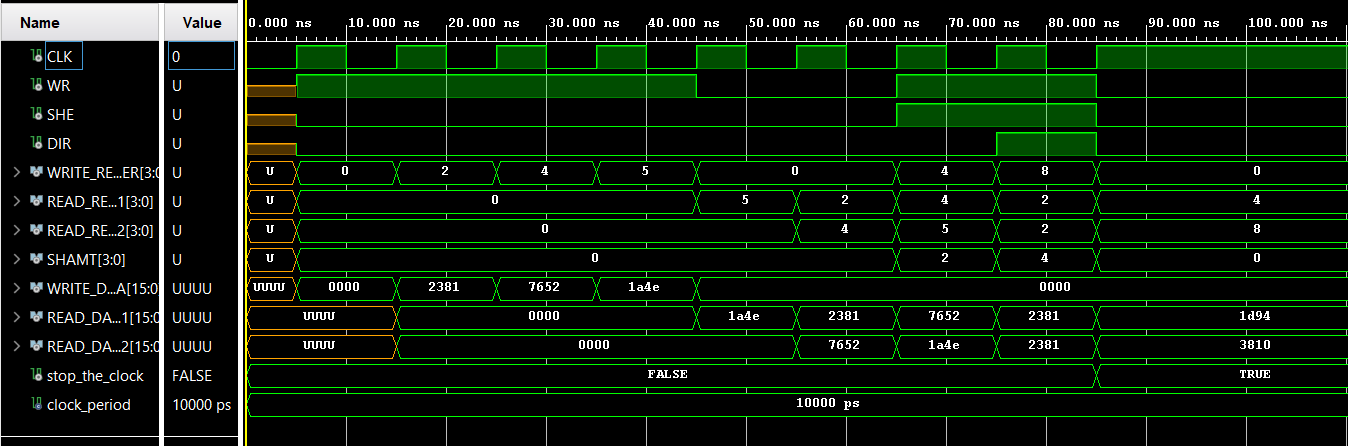 Name Value 0.000 ns 10.000 ns 20.000 ns 30.000 ns 40.000 ns 50.000 ns 60.000 ns 70.000 ns 80.000 ns 90.000 ns 100.000 ns
CLK 0
WR U
SHE U
DIR U
WRITE_RE...ER[3:0 U U 0 2 4 5 0 4 8 0
READ_RE...1[3:0] U U 0 5 2 4 2 4
READ_RE...2[3:0] U U 0 4 5 2 8
SHAMT[3:0] U U 0 2 4 0
WRITE_D...A[15:0 UUUU UUUU 0000 2381 7652 1a4e 0000
READ_DA...1[15:0 UUUU UUUU 0000 1a4e 2381 7652 2381 1d94
READ_DA...2[15:0 UUUU UUUU 0000 7652 1a4e 2381 3810
stop_the_clock FALSE FALSE TRUE
clock_period 10000 ps 10000 ps